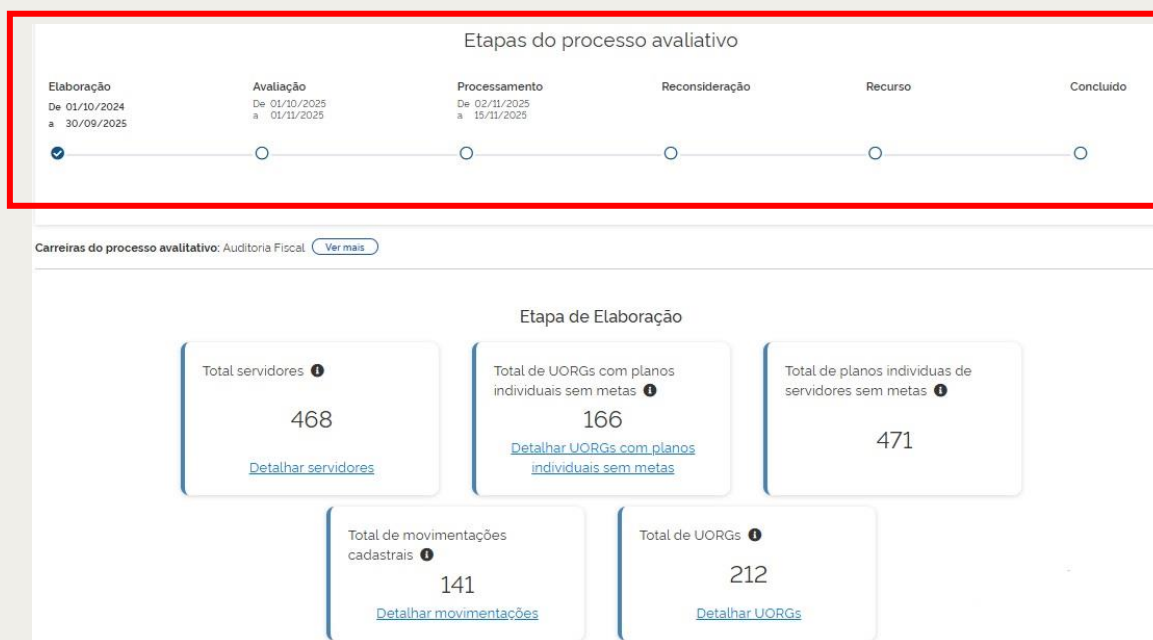 Etapas do processo avaliativo
Elaboração
De 01/10/2024
a 30/09/2025
Avaliação
De 01/10/2025
a 01/11/2025
Processamento
De 02/11/2025
a 15/11/2025
Reconsideração
Recurso
Concluído
Carreiras do processo avalitativo: Auditoria Fiscal Ver mais
Etapa de Elaboração
Total servidores
468
Detalhar servidores
Total de UORGs com planos
individuais sem metas
166
Detalhar UORGs com planos
individuais sem metas
Total de planos individuas de
servidores sem metas
471
Total de movimentações
cadastrais
141
Detalhar movimentações
Total de UORGs
212
Detalhar UORGs